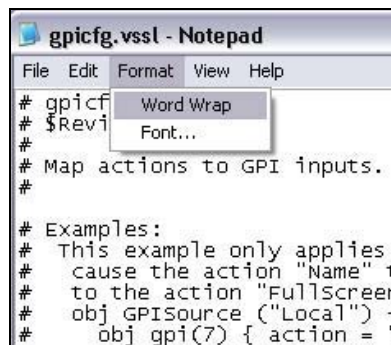 gpicfg.vssl - Notepad
File Edit Format View Help
# gpicf
# $Revi
Word Wrap
Font...
#
# Map actions to GPI inputs.
#
# Examples:
# This example only applies
# cause the action "Name" t
# to the action "FullScreen
# obj GPISource ("Local") {
# obj gpi(7) { action =